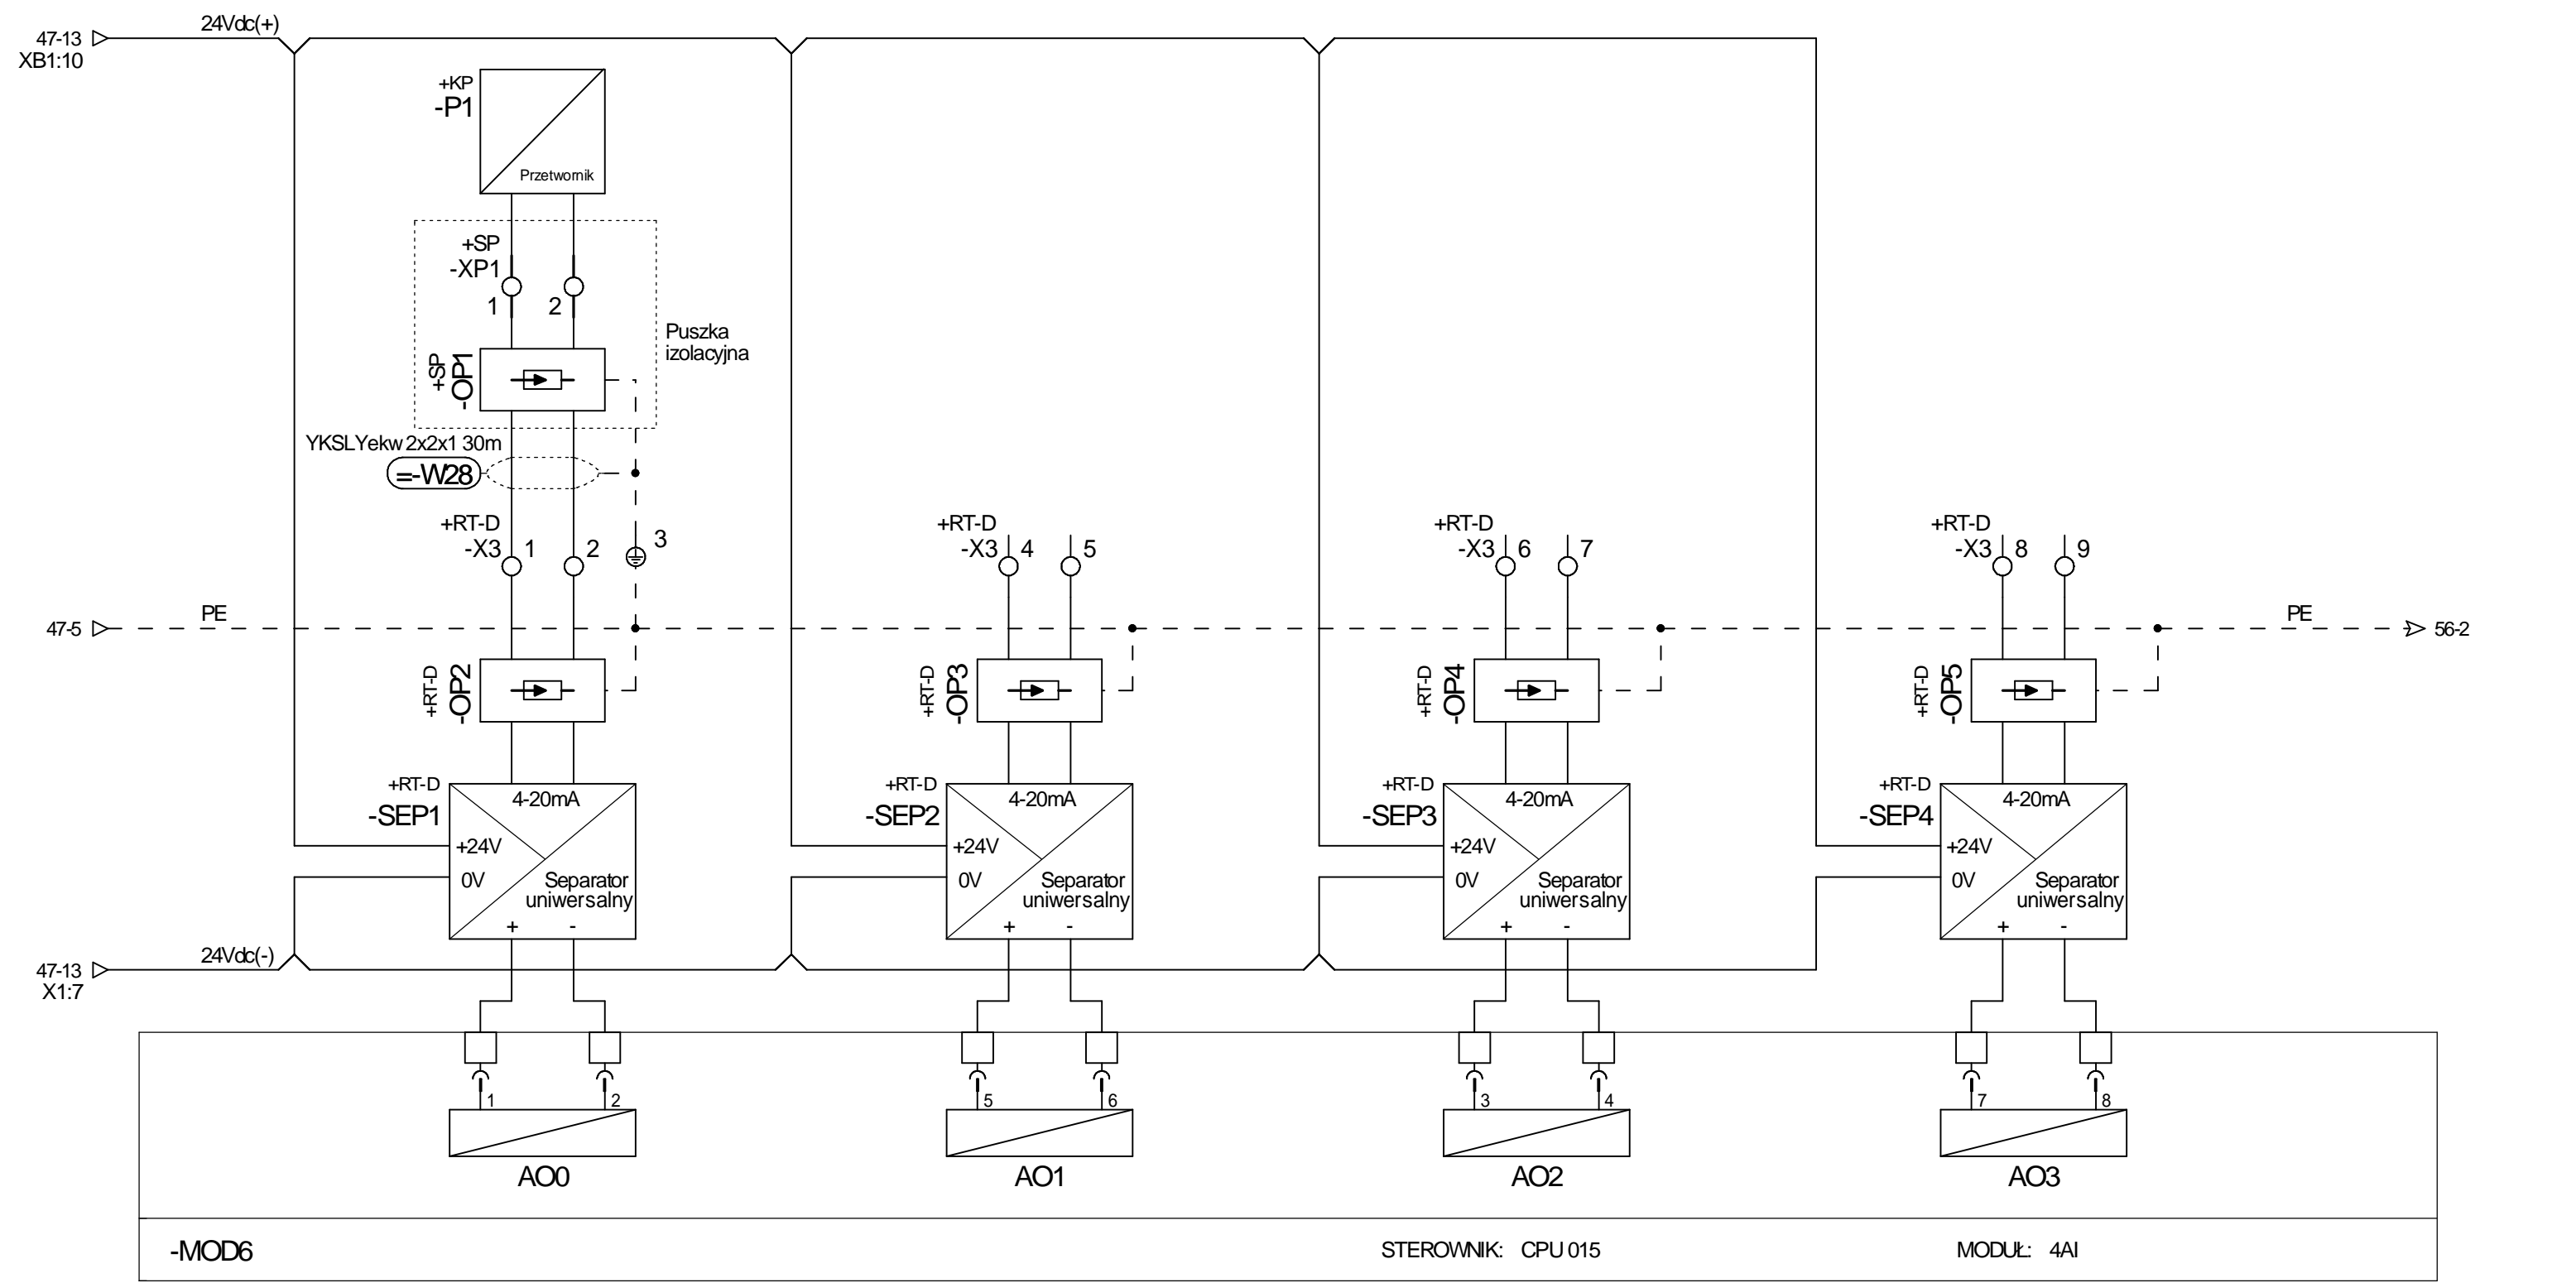 24Vdc(+)
47-13
XB1:10
+KP
-P1
Przetwornik
+SP
-XP1
1
2
Puszka
izolacyjna
+SP
-OP1
YKSLYekw 2x2x1 30m
=-W28
+RT-D
-X3
1
2
3
+RT-D
-X3
4
5
+RT-D
-X3
6
7
+RT-D
-X3
8
9
47-5
PE
PE
56-2
+RT-D
-OP2
+RT-D
-OP3
+RT-D
-OP4
+RT-D
-OP5
+RT-D
-SEP1
4-20mA
+24V
0V
Separator
uniwersalny
+ -
+RT-D
-SEP2
4-20mA
+24V
0V
Separator
uniwersalny
+ -
+RT-D
-SEP3
4-20mA
+24V
0V
Separator
uniwersalny
+ -
+RT-D
-SEP4
4-20mA
+24V
0V
Separator
uniwersalny
+ -
24Vdc(-)
47-13
X1:7
1
2
5
6
3
4
7
8
AO0
AO1
AO2
AO3
-MOD6
STEROWNIK: CPU 015
MODUŁ: 4AI